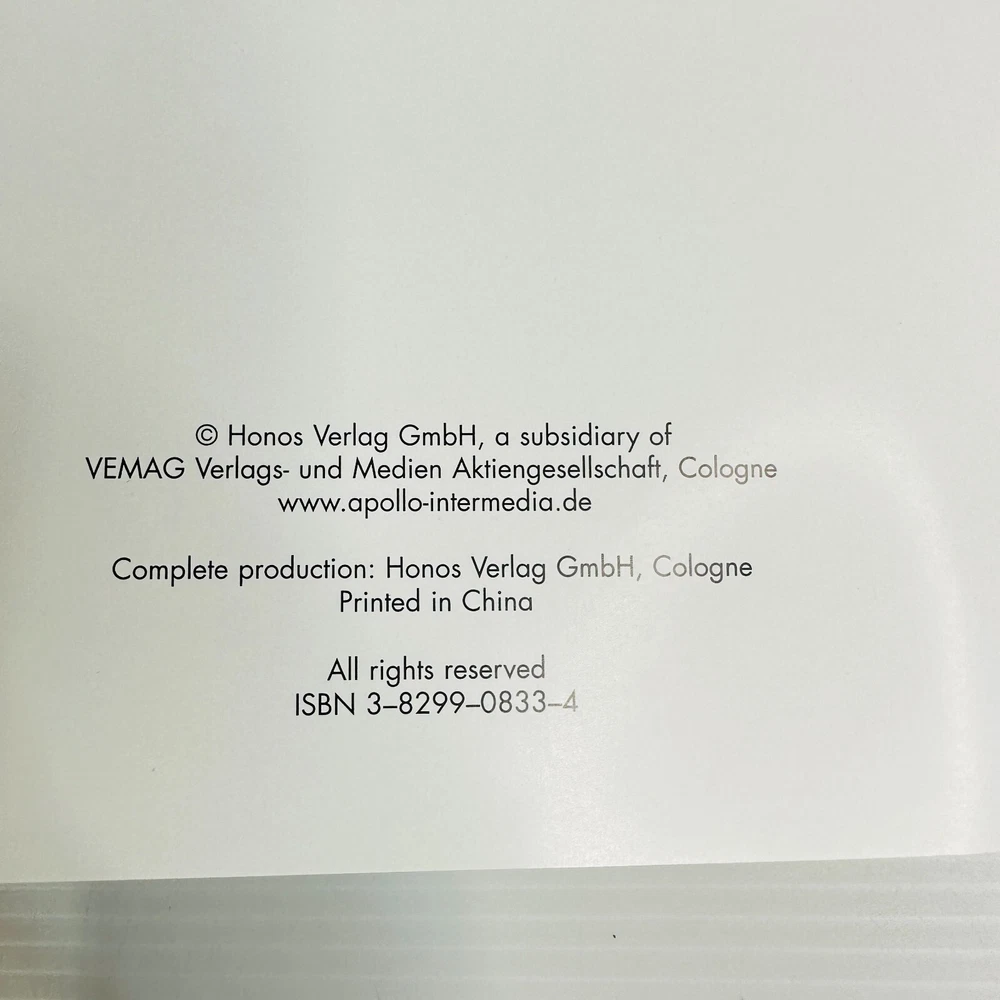 © Honos Verlag GmbH, a subsidiary of
VEMAG Verlags- und Medien Aktiengesellschaft, Cologne
www.apollo-intermedia.de
Complete production: Honos Verlag GmbH, Cologne
Printed in China
All rights reserved
ISBN 3–8299–0833–4